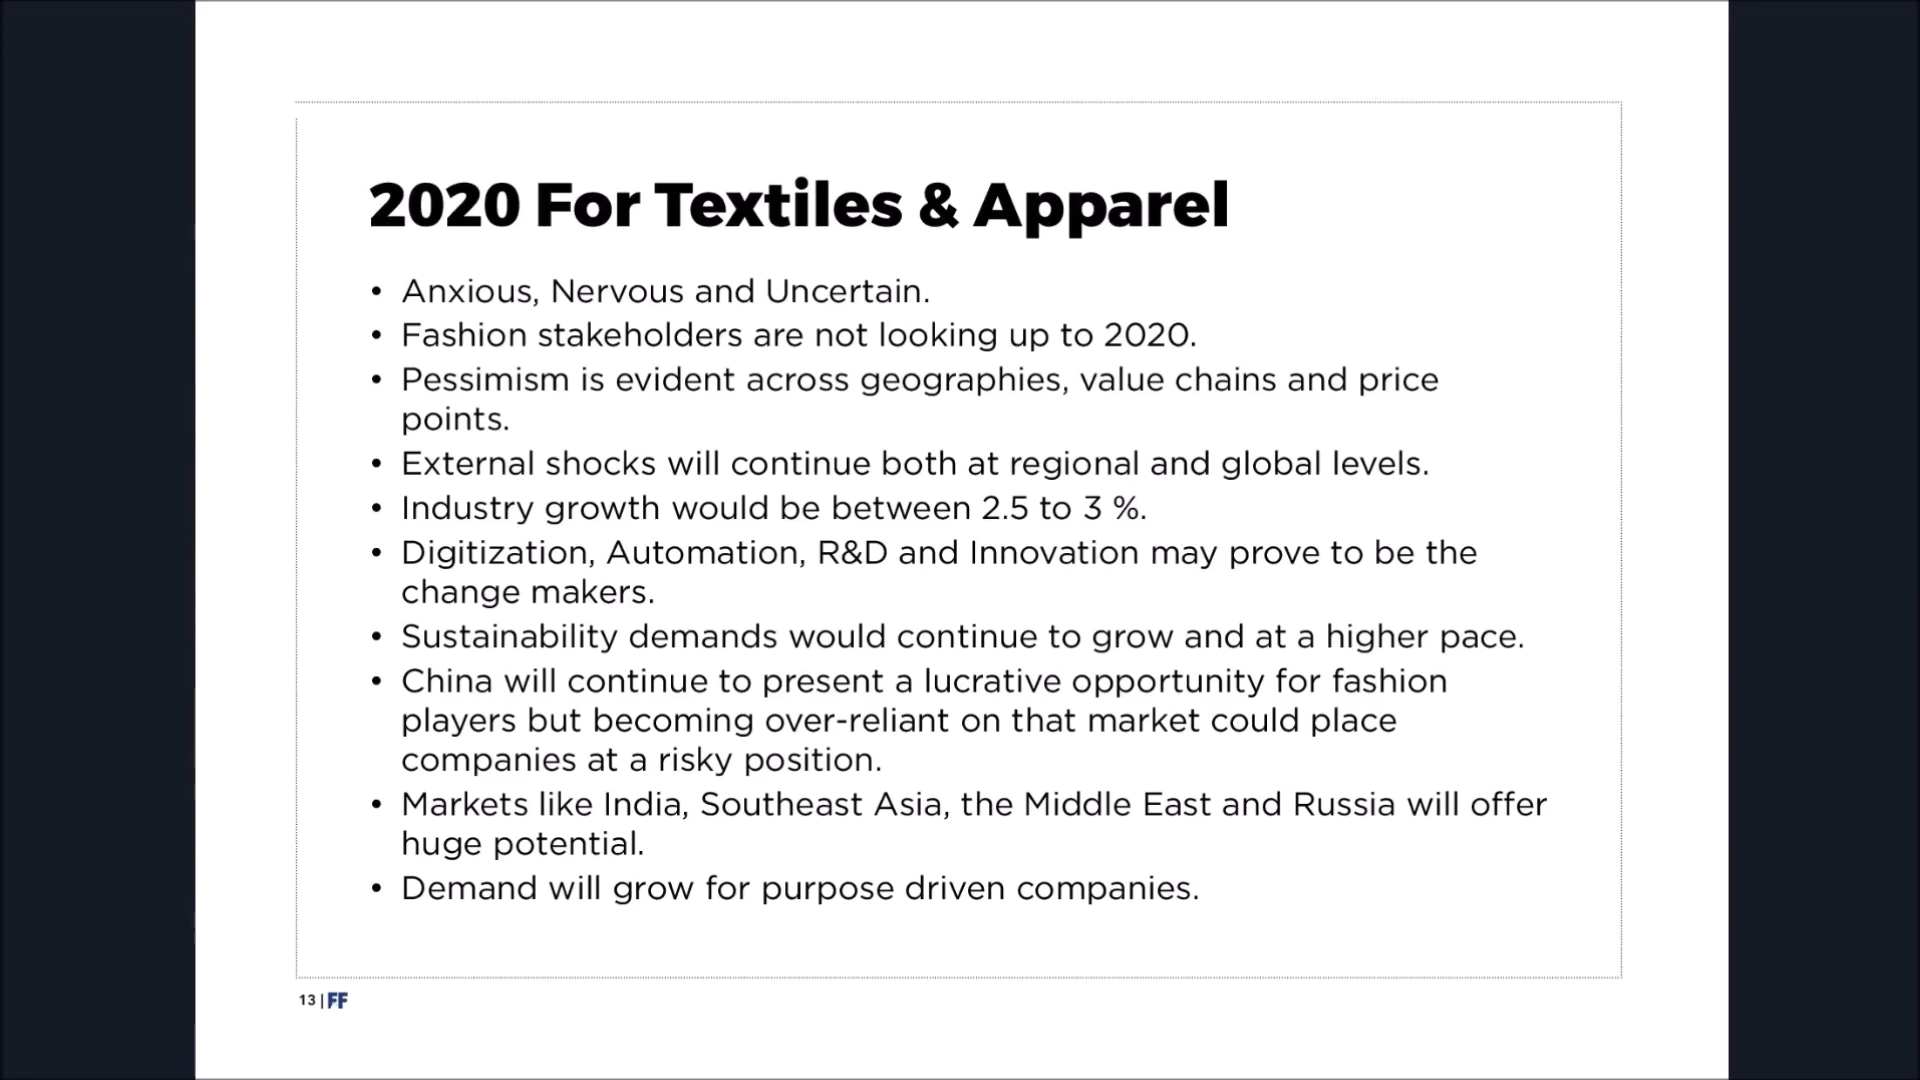 2020 For Textiles & Apparel
• Anxious, Nervous and Uncertain.
• Fashion stakeholders are not looking up to 2020.
• Pessimism is evident across geographies, value chains and price
points.
• External shocks will continue both at regional and global levels.
• Industry growth would be between 2.5 to 3 %.
• Digitization, Automation, R&D and Innovation may prove to be the
change makers.
• Sustainability demands would continue to grow and at a higher pace.
• China will continue to present a lucrative opportunity for fashion
players but becoming over-reliant on that market could place
companies at a risky position.
• Markets like India, Southeast Asia, the Middle East and Russia will offer
huge potential.
• Demand will grow for purpose driven companies.
13 | FF